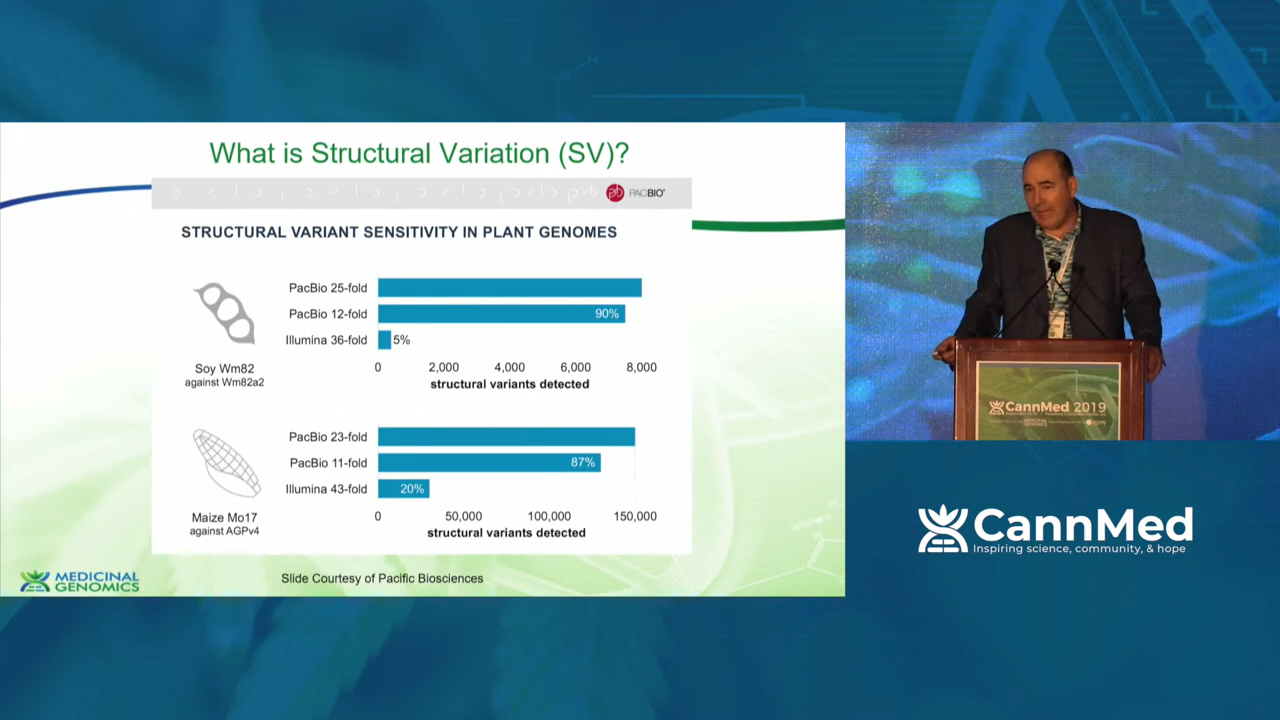 What is Structural Variation (SV)?
PACBIO
STRUCTURAL VARIANT SENSITIVITY IN PLANT GENOMES
PacBio 25-fold
PacBio 12-fold 90%
Illumina 36-fold 5%
0 2,000 4,000 6,000 8,000
structural variants detected
Soy Wm82
against Wm82a2
PacBio 23-fold
PacBio 11-fold 87%
Illumina 43-fold 20%
0 50,000 100,000 150,000
structural variants detected
Maize Mo17
against AGPv4
MEDICINAL
GENOMICS
Slide Courtesy of Pacific Biosciences
CannMed 2019
MEDICINAL
GENOMICS
CannMed
Inspiring science, community, & hope